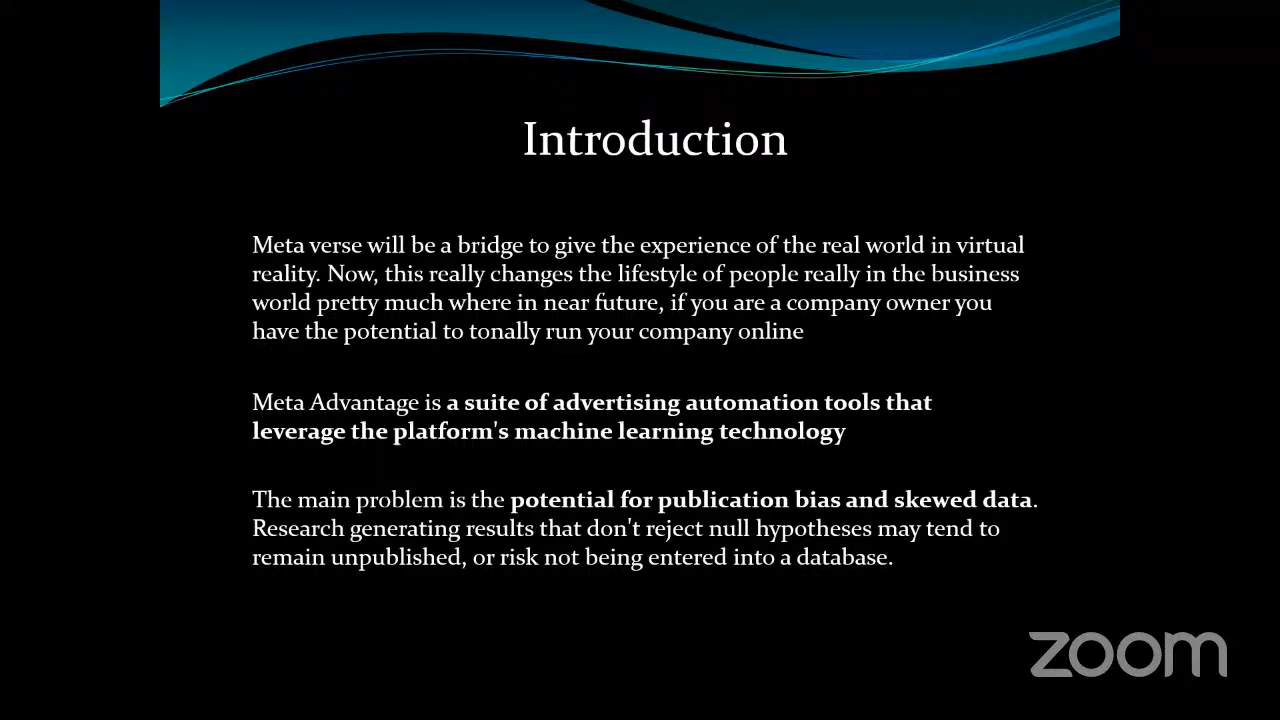 Introduction
Meta verse will be a bridge to give the experience of the real world in virtual
reality. Now, this really changes the lifestyle of people really in the business
world pretty much where in near future, if you are a company owner you
have the potential to tonally run your company online
Meta Advantage is a suite of advertising automation tools that
leverage the platform's machine learning technology
The main problem is the potential for publication bias and skewed data.
Research generating results that don't reject null hypotheses may tend to
remain unpublished, or risk not being entered into a database.
zoom